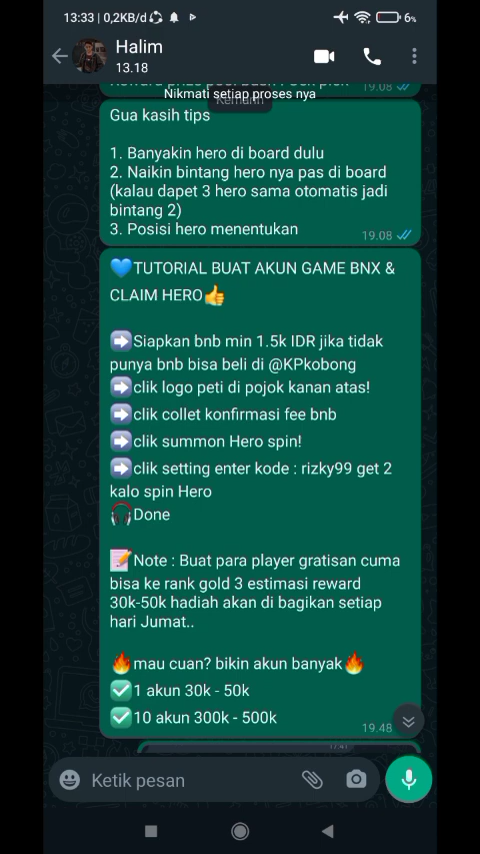 13:33 | 0,2KB/d
6%
Halim
13.18
19.08
Nikmati setiap proses nya
Kemarin
Gua kasih tips
1. Banyakin hero di board dulu
2. Naikin bintang hero nya pas di board
(kalau dapet 3 hero sama otomatis jadi
bintang 2)
3. Posisi hero menentukan
19.08
💙TUTORIAL BUAT AKUN GAME BNX &
CLAIM HERO👍
➡️Siapkan bnb min 1.5k IDR jika tidak
punya bnb bisa beli di @KPkobong
➡️clik logo peti di pojok kanan atas!
➡️clik collet konfirmasi fee bnb
➡️clik summon Hero spin!
➡️clik setting enter kode : rizky99 get 2
kalo spin Hero
🎧Done
📝Note : Buat para player gratisan cuma
bisa ke rank gold 3 estimasi reward
30k-50k hadiah akan di bagikan setiap
hari Jumat..
🔥mau cuan? bikin akun banyak🔥
✅1 akun 30k - 50k
✅10 akun 300k - 500k
19.48
17.41
Ketik pesan